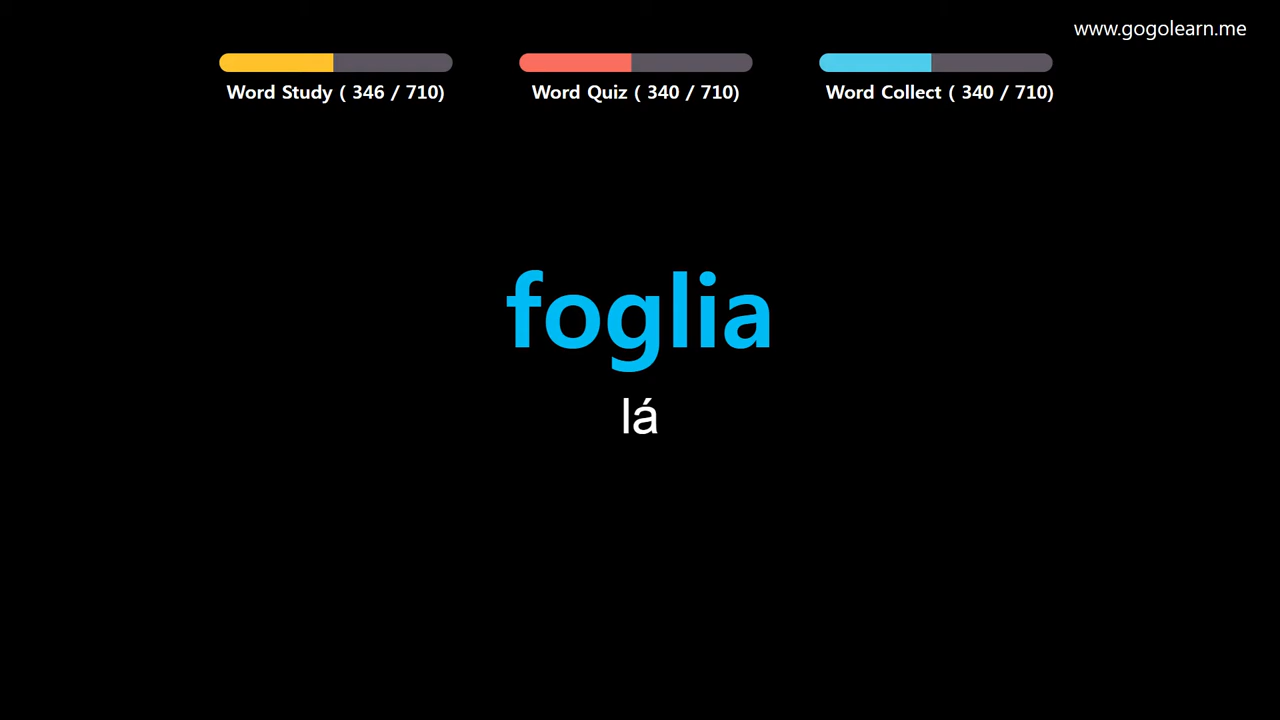 www.gogolearn.me
Word Study ( 346 / 710)
Word Quiz ( 340 / 710)
Word Collect ( 340 / 710)
foglia
lá